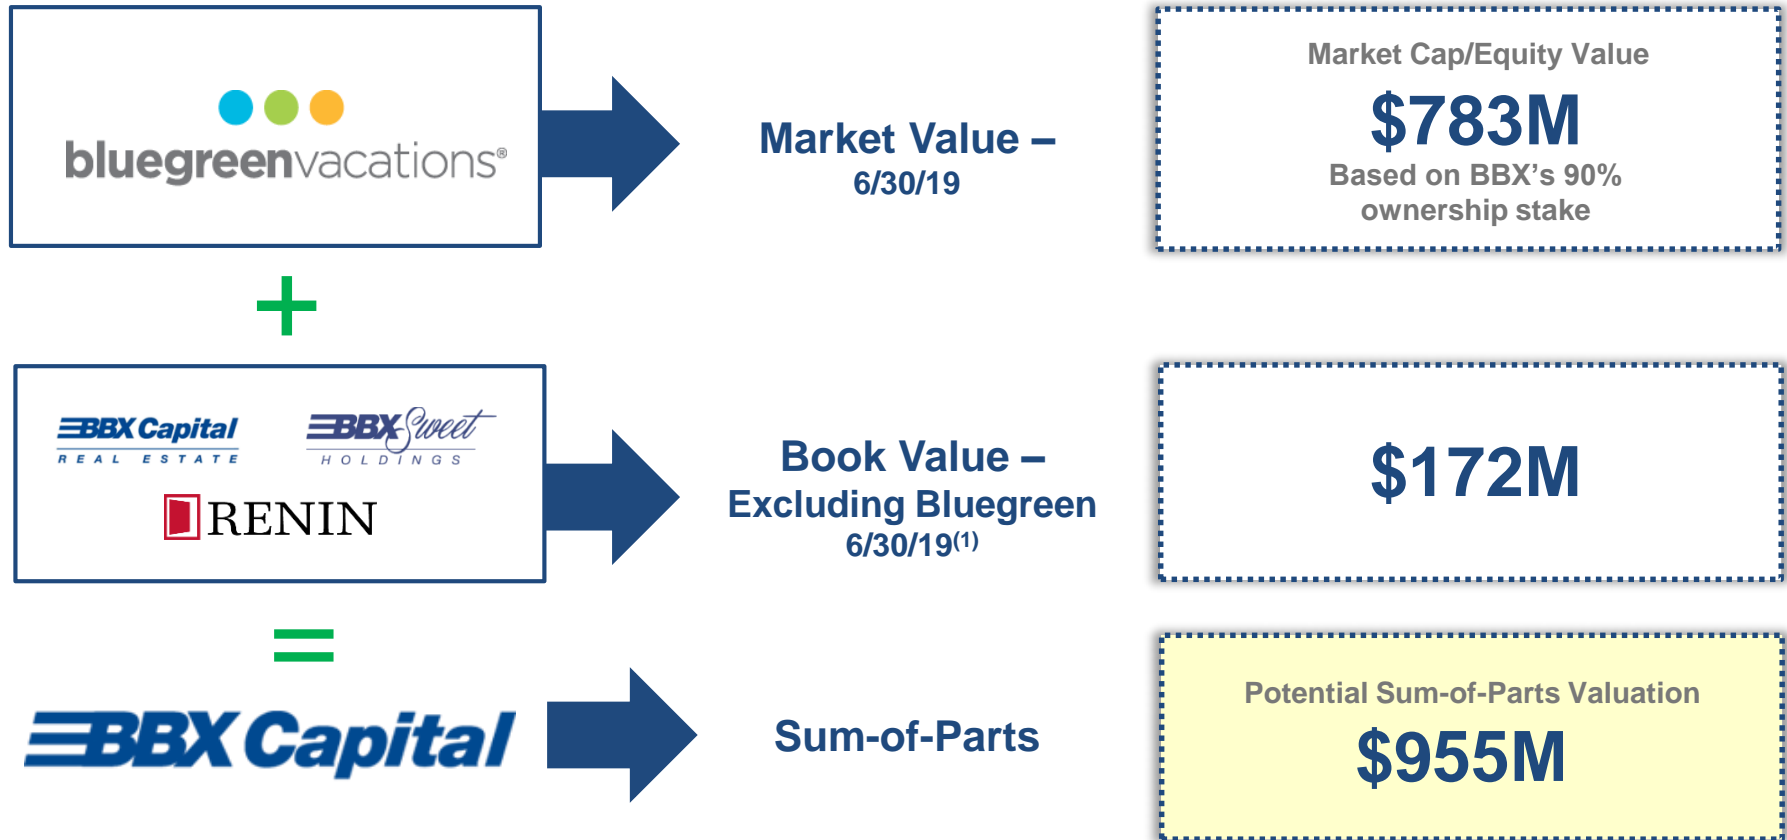 bluegreenvacations®
Market Value –
6/30/19
Market Cap/Equity Value
$783M
Based on BBX's 90%
ownership stake
+
BBX Capital
REAL ESTATE
BBX Sweet
HOLDINGS
RENIN
Book Value –
Excluding Bluegreen
6/30/19(1)
$172M
=
BBX Capital
Sum-of-Parts
Potential Sum-of-Parts Valuation
$955M